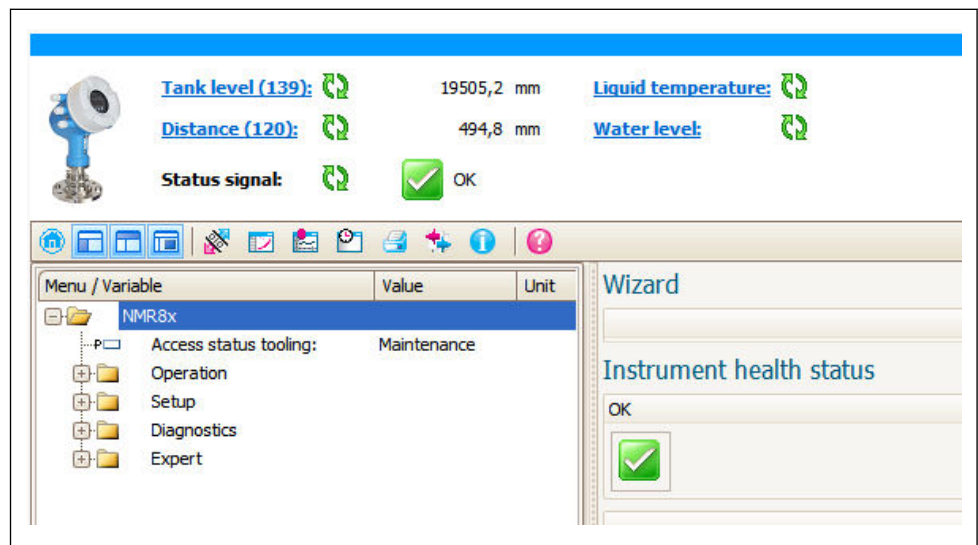 Tank level (139): 19505,2 mm Liquid temperature:
Distance (120): 494,8 mm Water level:
Status signal: OK
Menu / Variable Value Unit
NMR8x
P Access status tooling: Maintenance
Operation
Setup
Diagnostics
Expert
Wizard
Instrument health status
OK